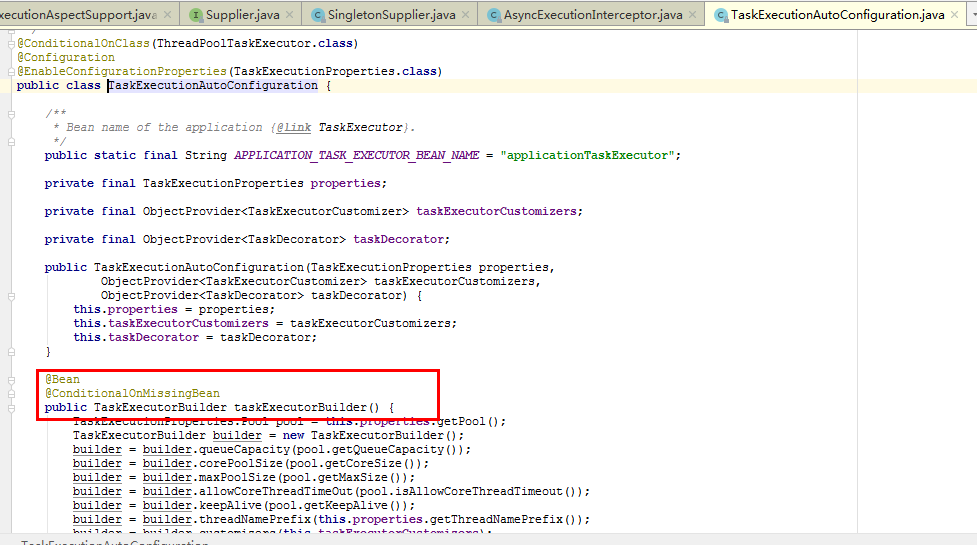 xecutionAspectSupport.java × Supplier.java × SingletonSupplier.java × AsyncExecutionInterceptor.java × TaskExecutionAutoConfiguration.java ×
*/
@ConditionalOnClass(ThreadPoolTaskExecutor.class)
@Configuration
@EnableConfigurationProperties(TaskExecutionProperties.class)
public class TaskExecutionAutoConfiguration {
/**
* Bean name of the application {@link TaskExecutor}.
*/
public static final String APPLICATION_TASK_EXECUTOR_BEAN_NAME = "applicationTaskExecutor";
private final TaskExecutionProperties properties;
private final ObjectProvider<TaskExecutorCustomizer> taskExecutorCustomizers;
private final ObjectProvider<TaskDecorator> taskDecorator;
public TaskExecutionAutoConfiguration(TaskExecutionProperties properties,
ObjectProvider<TaskExecutorCustomizer> taskExecutorCustomizers,
ObjectProvider<TaskDecorator> taskDecorator) {
this.properties = properties;
this.taskExecutorCustomizers = taskExecutorCustomizers;
this.taskDecorator = taskDecorator;
}
@Bean
@ConditionalOnMissingBean
public TaskExecutorBuilder taskExecutorBuilder() {
TaskExecutionProperties.Pool pool = this.properties.getPool();
TaskExecutorBuilder builder = new TaskExecutorBuilder();
builder = builder.queueCapacity(pool.getQueueCapacity());
builder = builder.corePoolSize(pool.getCoreSize());
builder = builder.maxPoolSize(pool.getMaxSize());
builder = builder.allowCoreThreadTimeOut(pool.isAllowCoreThreadTimeout());
builder = builder.keepAlive(pool.getKeepAlive());
builder = builder.threadNamePrefix(this.properties.getThreadNamePrefix());
builder = builder.customizers(this.taskExecutorCustomizers);
TaskExecutionAutoConfiguration